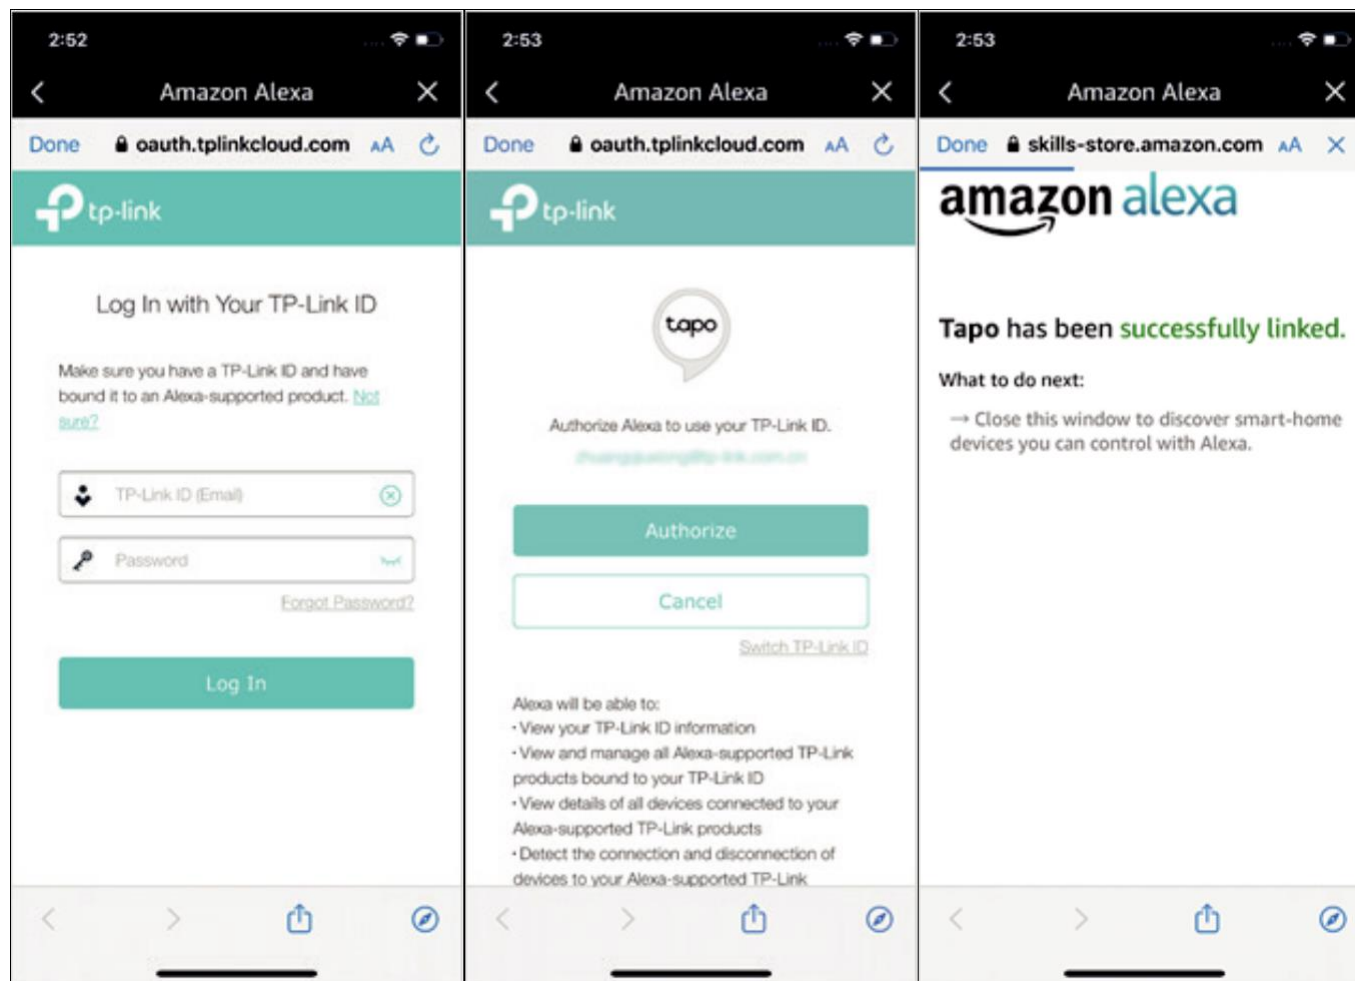 2:52
Amazon Alexa
Done oauth.tplinkcloud.com AA
tp-link
Log In with Your TP-Link ID
Make sure you have a TP-Link ID and have
bound it to an Alexa-supported product. Not
sure?
TP-Link ID (Email)
Password
Forgot Password?
Log In
2:53
Amazon Alexa
Done oauth.tplinkcloud.com AA
tp-link
tapo
Authorize Alexa to use your TP-Link ID.
Authorize
Cancel
Switch TP-Link ID
Alexa will be able to:
• View your TP-Link ID information
• View and manage all Alexa-supported TP-Link
products bound to your TP-Link ID
• View details of all devices connected to your
Alexa-supported TP-Link products
• Detect the connection and disconnection of
devices to your Alexa-supported TP-Link
2:53
Amazon Alexa
Done skills-store.amazon.com AA
amazon alexa
Tapo has been successfully linked.
What to do next:
→ Close this window to discover smart-home
devices you can control with Alexa.